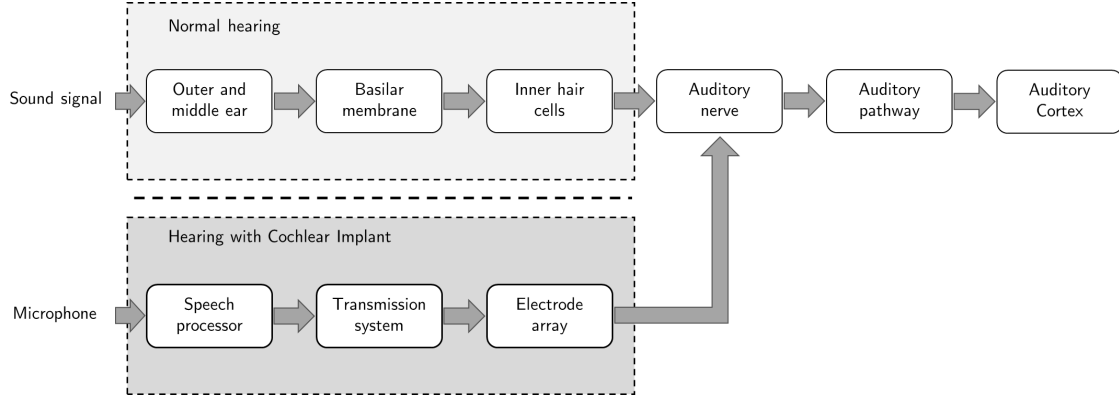 Normal hearing
Sound signal
Outer and
middle ear
Basilar
membrane
Inner hair
cells
Auditory
nerve
Auditory
pathway
Auditory
Cortex
Hearing with Cochlear Implant
Microphone
Speech
processor
Transmission
system
Electrode
array